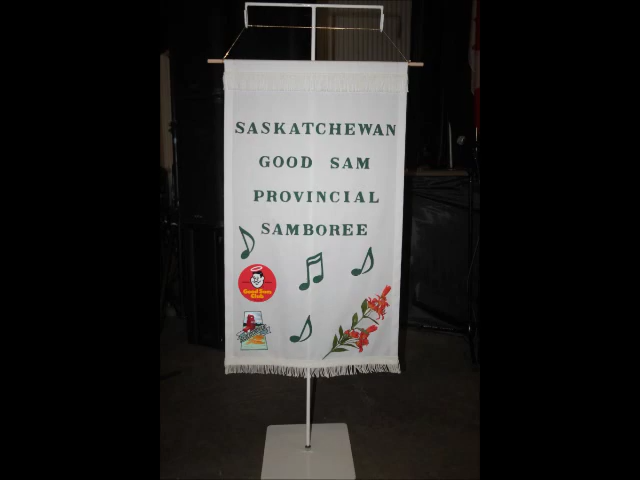 SASKATCHEWAN
GOOD SAM
PROVINCIAL
SAMBOREE
Good Sam
Club